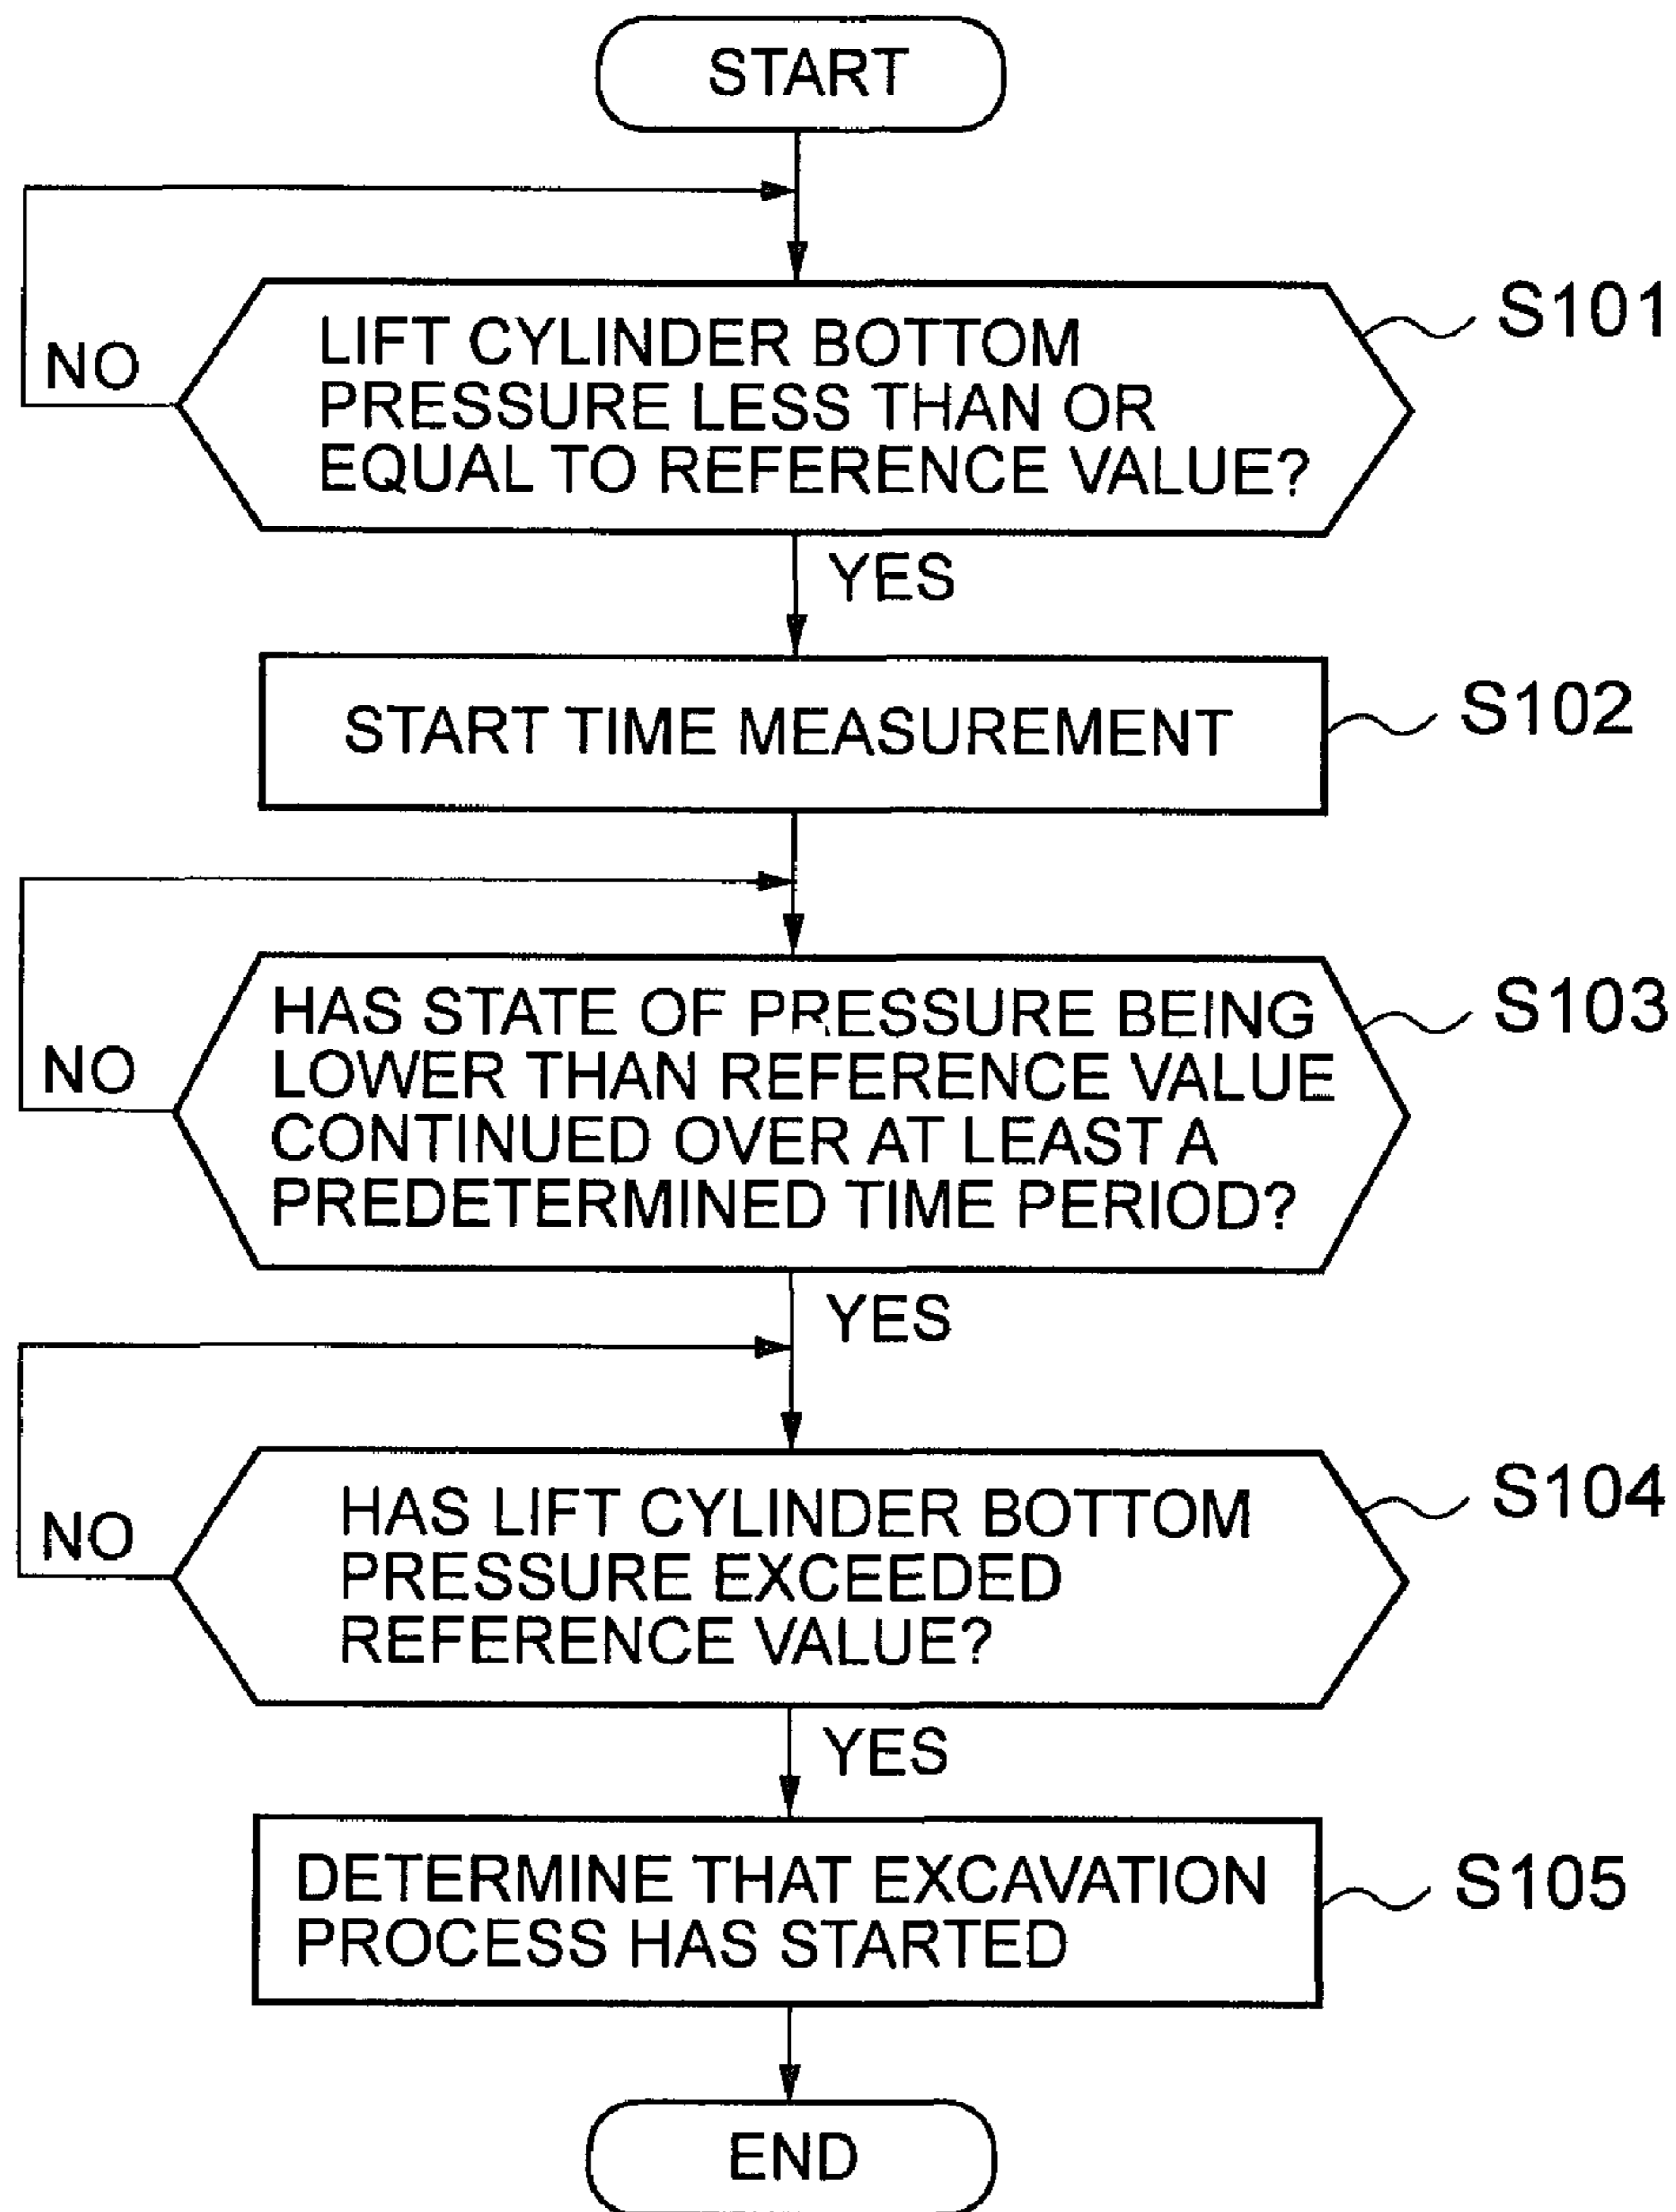 START
LIFT CYLINDER BOTTOM
PRESSURE LESS THAN OR
EQUAL TO REFERENCE VALUE?
S101
NO
YES
START TIME MEASUREMENT
S102
HAS STATE OF PRESSURE BEING
LOWER THAN REFERENCE VALUE
CONTINUED OVER AT LEAST A
PREDETERMINED TIME PERIOD?
S103
NO
YES
HAS LIFT CYLINDER BOTTOM
PRESSURE EXCEEDED
REFERENCE VALUE?
S104
NO
YES
DETERMINE THAT EXCAVATION
PROCESS HAS STARTED
S105
END